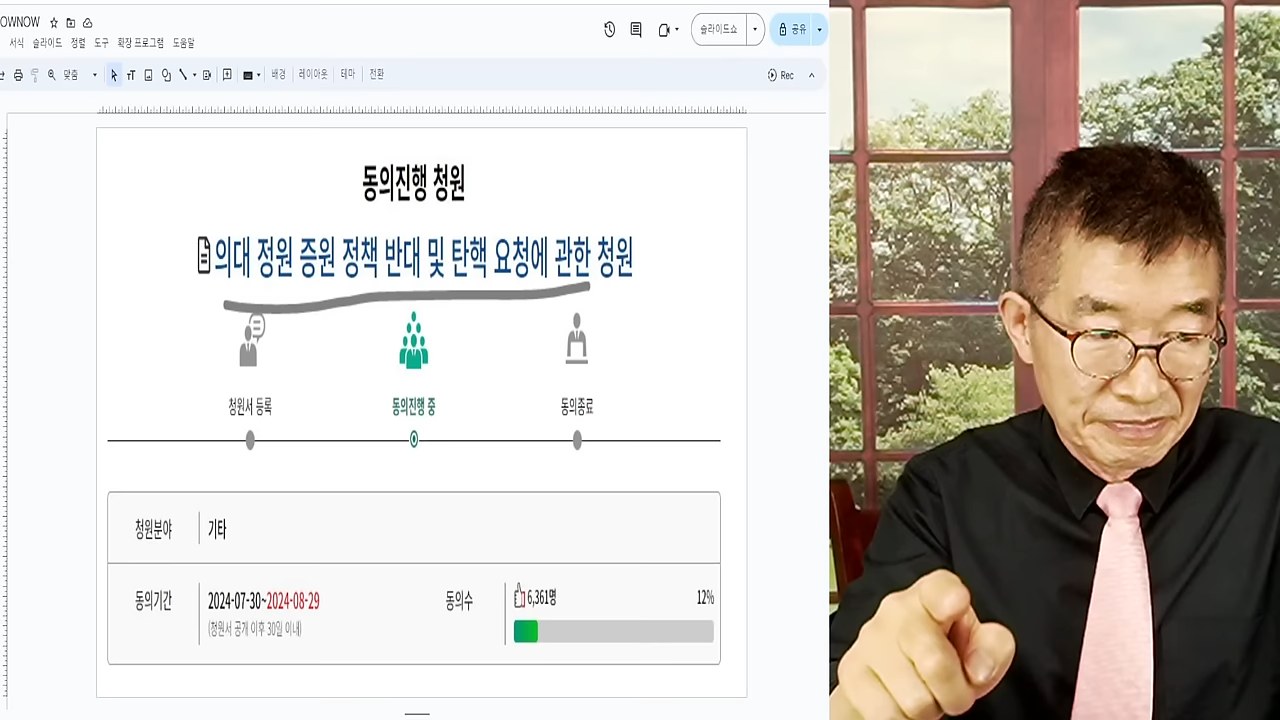 OWNOW
서식 슬라이드 정렬 도구 확장 프로그램 도움말
슬라이드쇼
공유
맞춤
배경 레이아웃 테마 전환
Rec
동의진행 청원
의대 정원 증원 정책 반대 및 탄핵 요청에 관한 청원
청원서 등록 동의진행 중 동의종료
청원분야 기타
동의기간 2024-07-30~2024-08-29 동의수 6,361명 12%
(청원서 공개 이후 30일 이내)